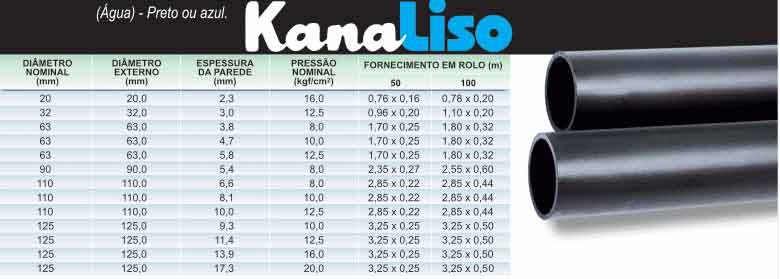 (Água) - Preto ou azul.
KanaLiso
DIÂMETRO NOMINAL (mm) DIÂMETRO EXTERNO (mm) ESPESSURA DA PAREDE (mm) PRESSÃO NOMINAL (kgf/cm²) FORNECIMENTO EM ROLO (m)
50 100
20 20,0 2,3 16,0 0,76 x 0,16 0,78 x 0,20
32 32,0 3,0 12,5 0,96 x 0,20 1,10 x 0,20
63 63,0 3,8 8,0 1,70 x 0,25 1,80 x 0,32
63 63,0 4,7 10,0 1,70 x 0,25 1,80 x 0,32
63 63,0 5,8 12,5 1,70 x 0,25 1,80 x 0,32
90 90,0 5,4 8,0 2,35 x 0,27 2,55 x 0,60
110 110,0 6,6 8,0 2,85 x 0,22 2,85 x 0,44
110 110,0 8,1 10,0 2,85 x 0,22 2,85 x 0,44
110 110,0 10,0 12,5 2,85 x 0,22 2,85 x 0,44
125 125,0 9,3 10,0 3,25 x 0,25 3,25 x 0,50
125 125,0 11,4 12,5 3,25 x 0,25 3,25 x 0,50
125 125,0 13,9 16,0 3,25 x 0,25 3,25 x 0,50
125 125,0 17,3 20,0 3,25 x 0,25 3,25 x 0,50